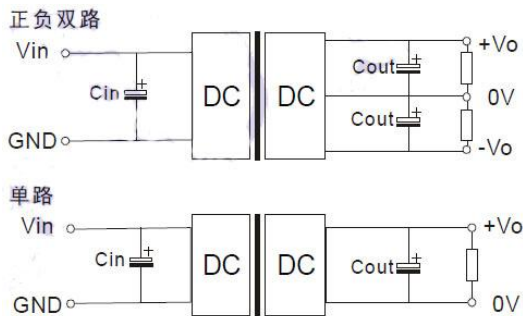 正负双路
Vin
+Vo
Cout
+
Cin
+
DC
DC
0V
Cout
+
GND
-Vo
单路
Vin
+Vo
Cin
+
DC
DC
Cout
+
GND
0V